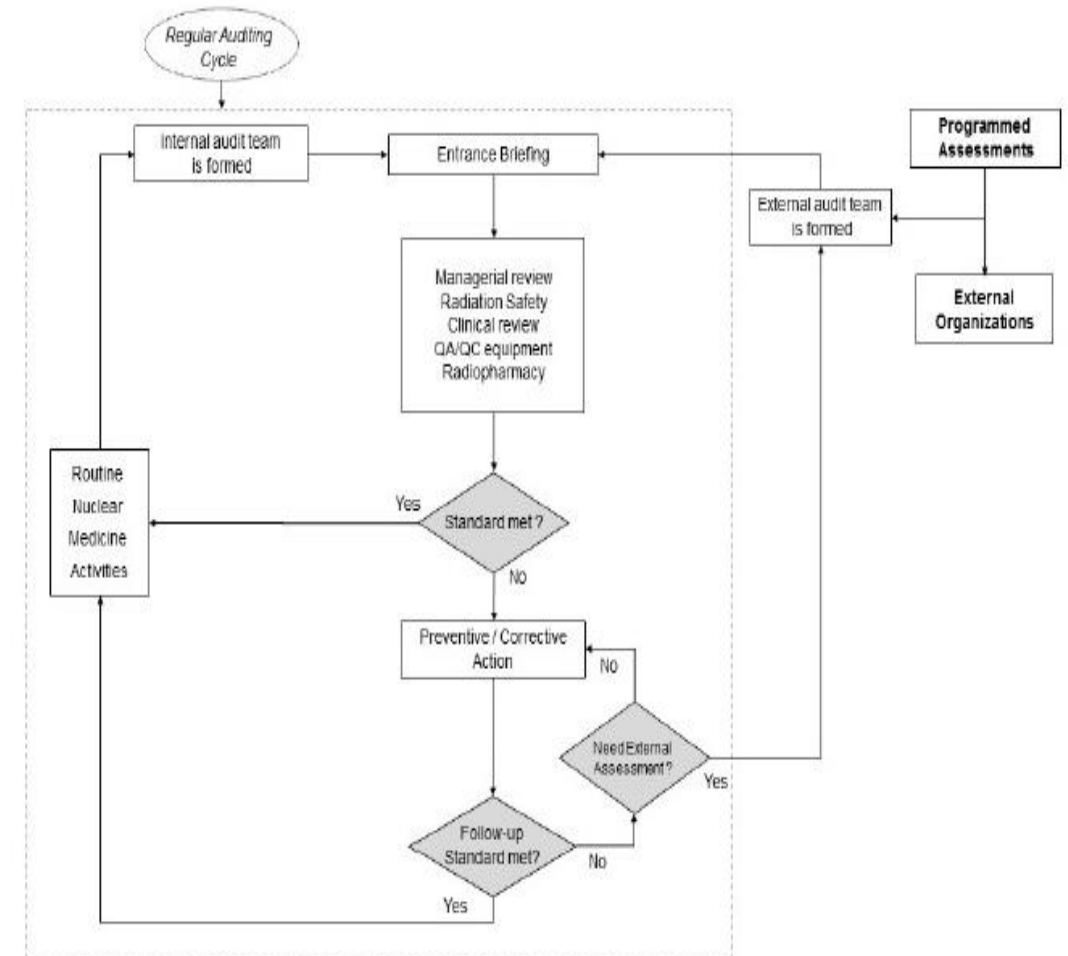 Regular Auditing
Cycle
Internal audit team
is formed
Entrance Briefing
Programmed
Assessments
External audit team
is formed
External
Organizations
Managerial review
Radiation Safety
Clinical review
QA/QC equipment
Radiopharmacy
Routine
Nuclear
Medicine
Activities
Yes
Standard met ?
No
Preventive / Corrective
Action
No
Need External
Assessment ?
Yes
Follow-up
Standard met?
No
Yes